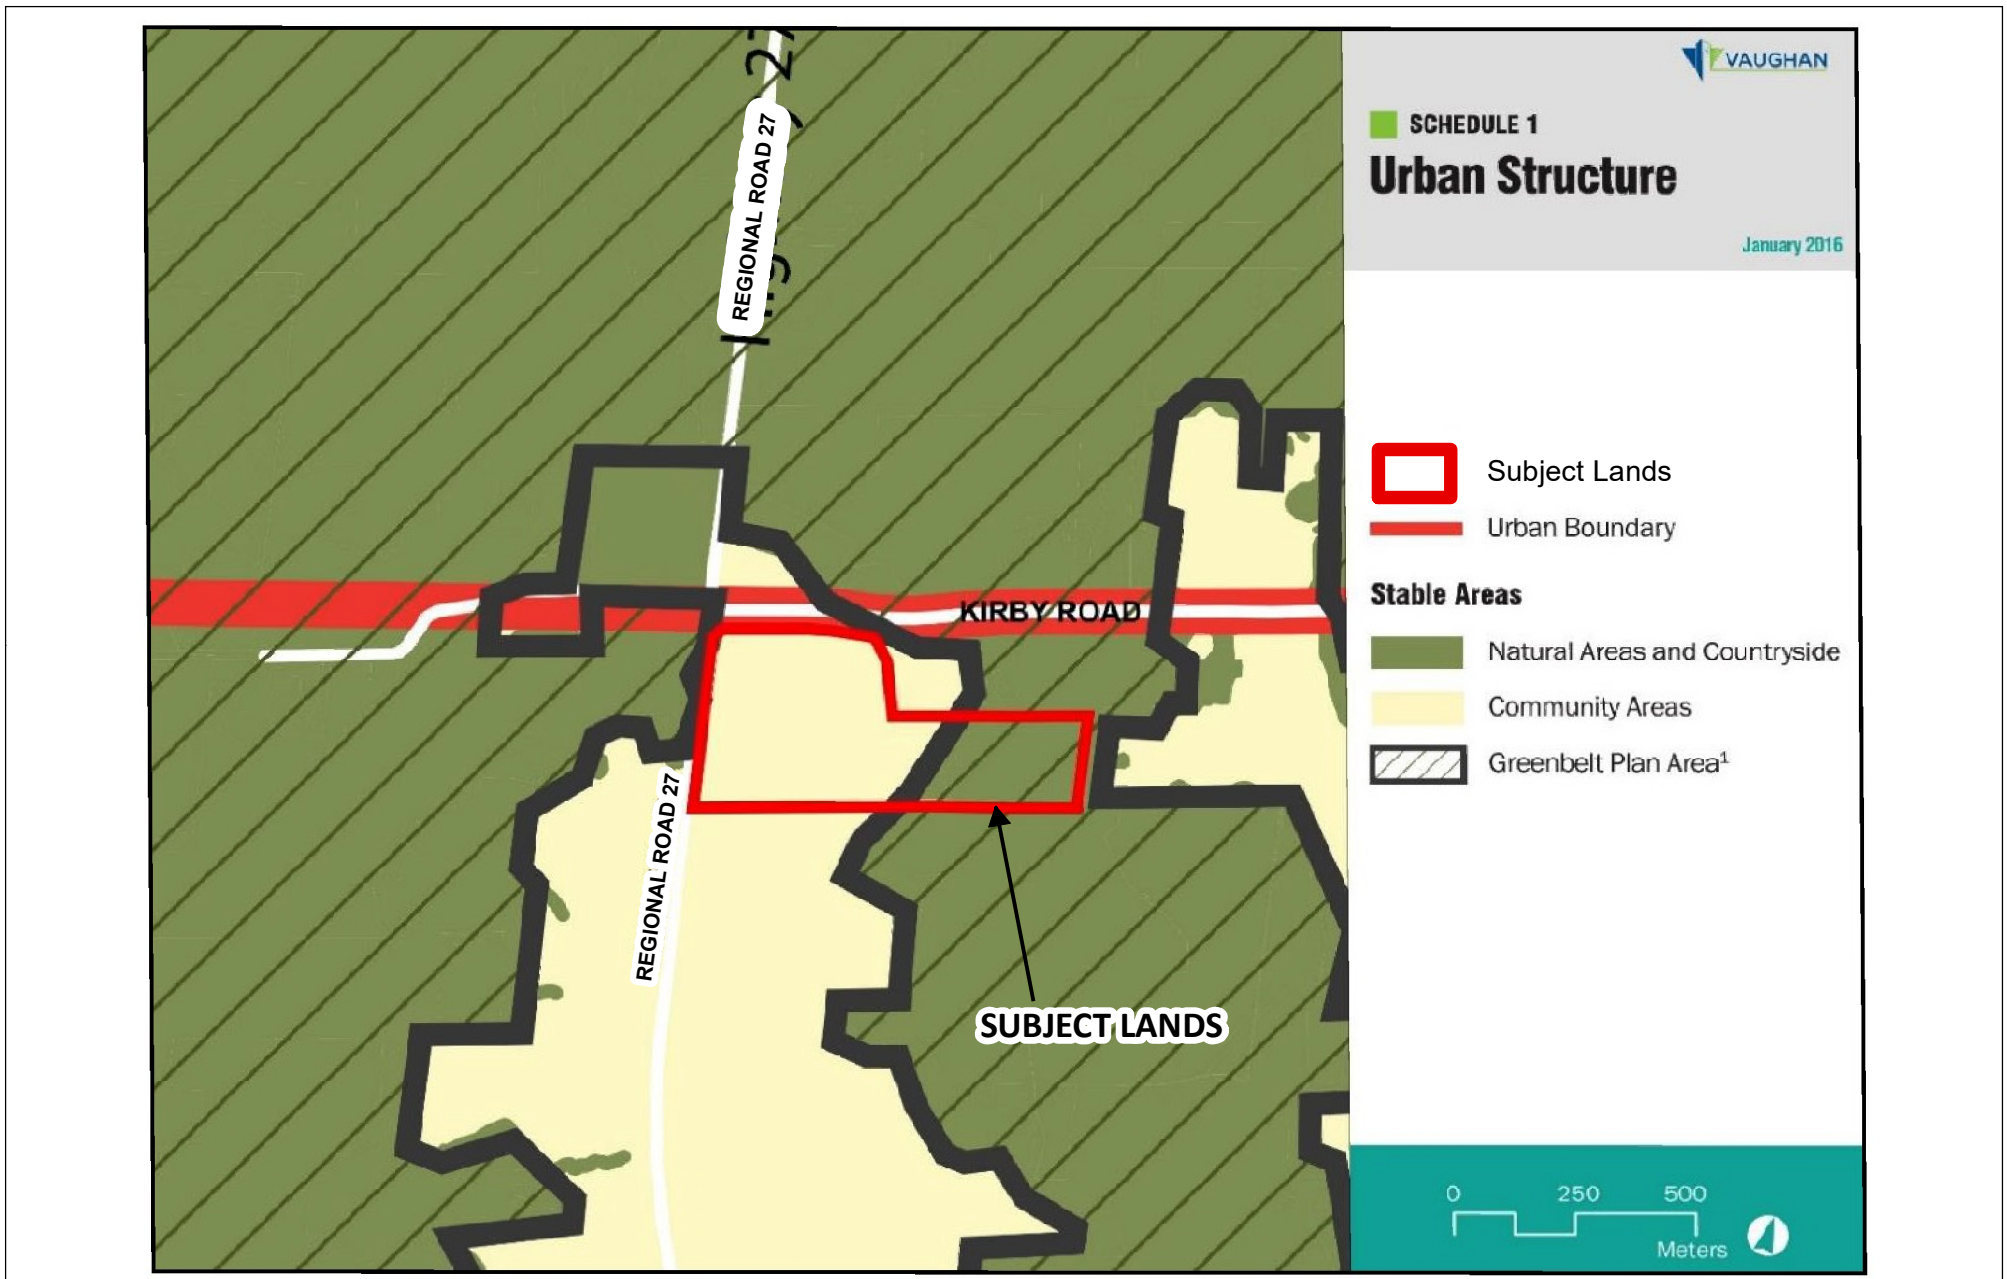 27
REGIONAL ROAD 27
KIRBY ROAD
REGIONAL ROAD 27
SUBJECT LANDS
VAUGHAN
SCHEDULE 1
Urban Structure
January 2016
Subject Lands
Urban Boundary
Stable Areas
Natural Areas and Countryside
Community Areas
Greenbelt Plan Area¹
0 250 500
Meters